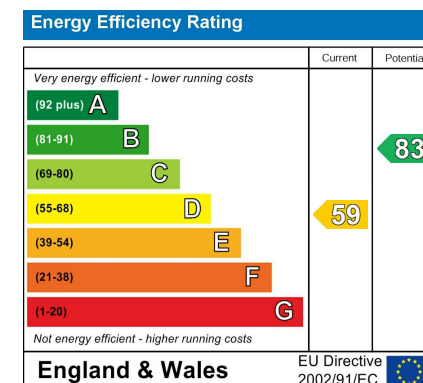 Energy Efficiency Rating
Current Potentia
Very energy efficient - lower running costs
(92 plus) A
(81-91) B
83
(69-80) C
(55-68) D
59
(39-54) E
(21-38) F
(1-20) G
Not energy efficient - higher running costs
England & Wales
EU Directive
2002/91/EC